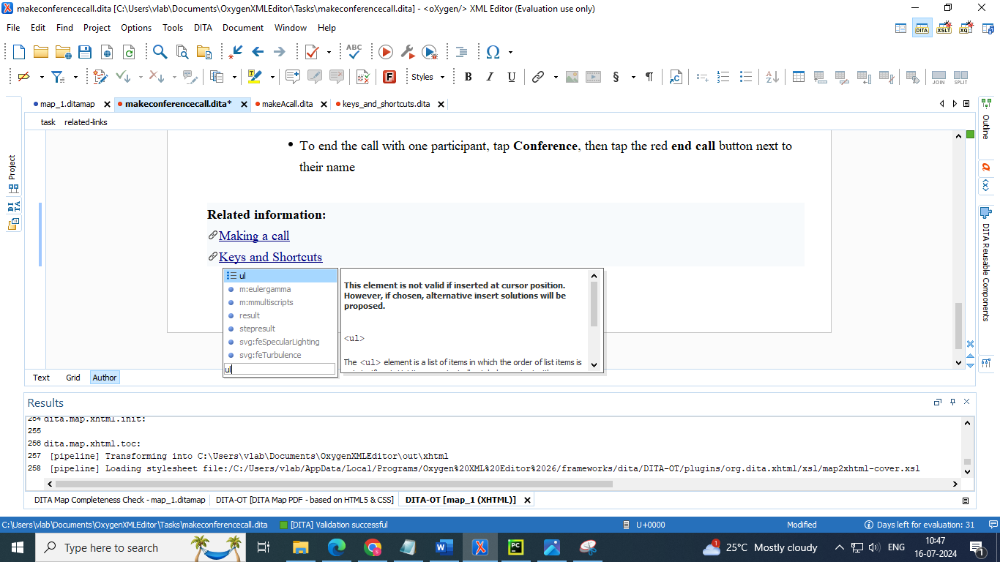 makeconferencecall.dita [C:\Users\vlab\Documents\OxygenXMLEditor\Tasks\makeconferencecall.dita] - <oXygen/> XML Editor (Evaluation use only)
File Edit Find Project Options Tools DITA Document Window Help
DITA XSLT XQ
ABC
F Styles B I U § ¶ JOIN SPLIT
map_1.ditamap makeconferencecall.dita* makeAcall.dita keys_and_shortcuts.dita
task related-links
Project
DITA
Outline
DITA Reusable Components
To end the call with one participant, tap Conference, then tap the red end call button next to
their name
Related information:
Making a call
Keys and Shortcuts
ul
m:eulergamma
m:mmultiscripts
result
stepresult
svg:feSpecularLighting
svg:feTurbulence
ul
This element is not valid if inserted at cursor position.
However, if chosen, alternative insert solutions will be
proposed.
<ul>
The <ul> element is a list of items in which the order of list items is
Text Grid Author
Results
254 dita.map.xhtml.init:
255
256 dita.map.xhtml.toc:
257 [pipeline] Transforming into C:\Users\vlab\Documents\OxygenXMLEditor\out\xhtml
258 [pipeline] Loading stylesheet file:/C:/Users/vlab/AppData/Local/Programs/Oxygen%20XML%20Editor%2026/frameworks/dita/DITA-OT/plugins/org.dita.xhtml/xsl/map2xhtml-cover.xsl
DITA Map Completeness Check - map_1.ditamap DITA-OT [DITA Map PDF - based on HTML5 & CSS] DITA-OT [map_1 (XHTML)]
C:\Users\vlab\Documents\OxygenXMLEditor\Tasks\makeconferencecall.dita [DITA] Validation successful U+0000 Modified Days left for evaluation: 31
Type here to search 25°C Mostly cloudy ENG 10:47
16-07-2024